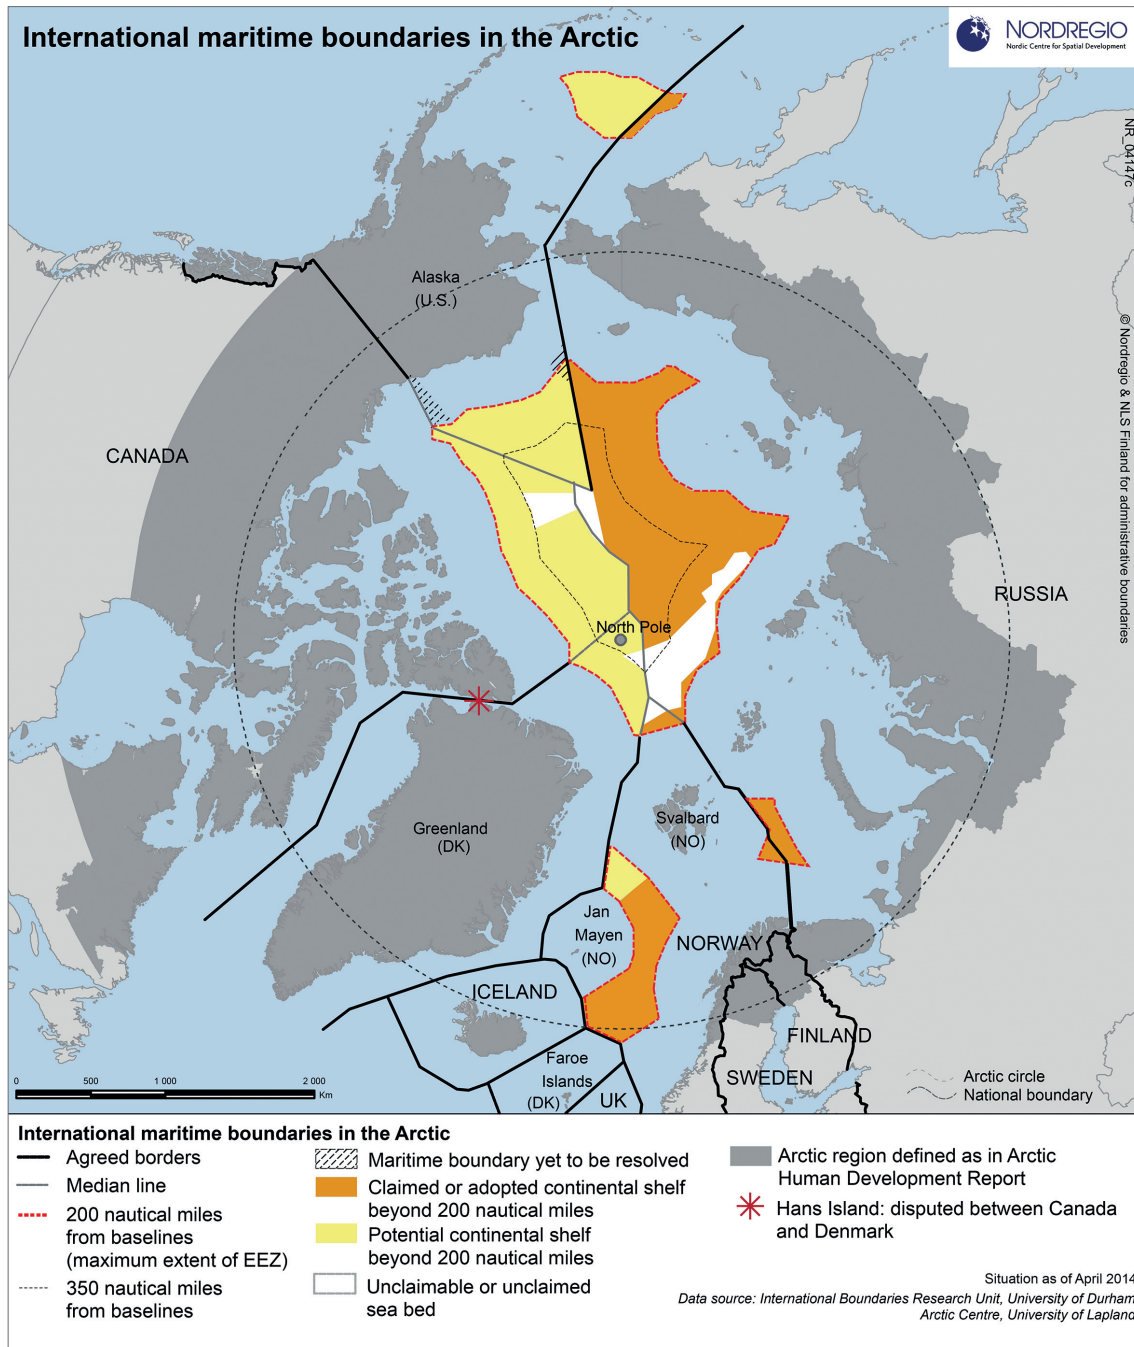 International maritime boundaries in the Arctic
NORDREGIO
Nordic Centre for Spatial Development
NR_04147c
© Nordregio & NLS Finland for administrative boundaries
Alaska
(U.S.)
CANADA
RUSSIA
North Pole
Greenland
(DK)
Svalbard
(NO)
Jan
Mayen
(NO)
NORWAY
ICELAND
FINLAND
Faroe
Islands
(DK)
UK
SWEDEN
0 500 1 000 2 000
Km
Arctic circle
National boundary
International maritime boundaries in the Arctic
Agreed borders
Median line
200 nautical miles
from baselines
(maximum extent of EEZ)
350 nautical miles
from baselines
Maritime boundary yet to be resolved
Claimed or adopted continental shelf
beyond 200 nautical miles
Potential continental shelf
beyond 200 nautical miles
Unclaimable or unclaimed
sea bed
Arctic region defined as in Arctic
Human Development Report
Hans Island: disputed between Canada
and Denmark
Situation as of April 2014
Data source: International Boundaries Research Unit, University of Durham
Arctic Centre, University of Lapland